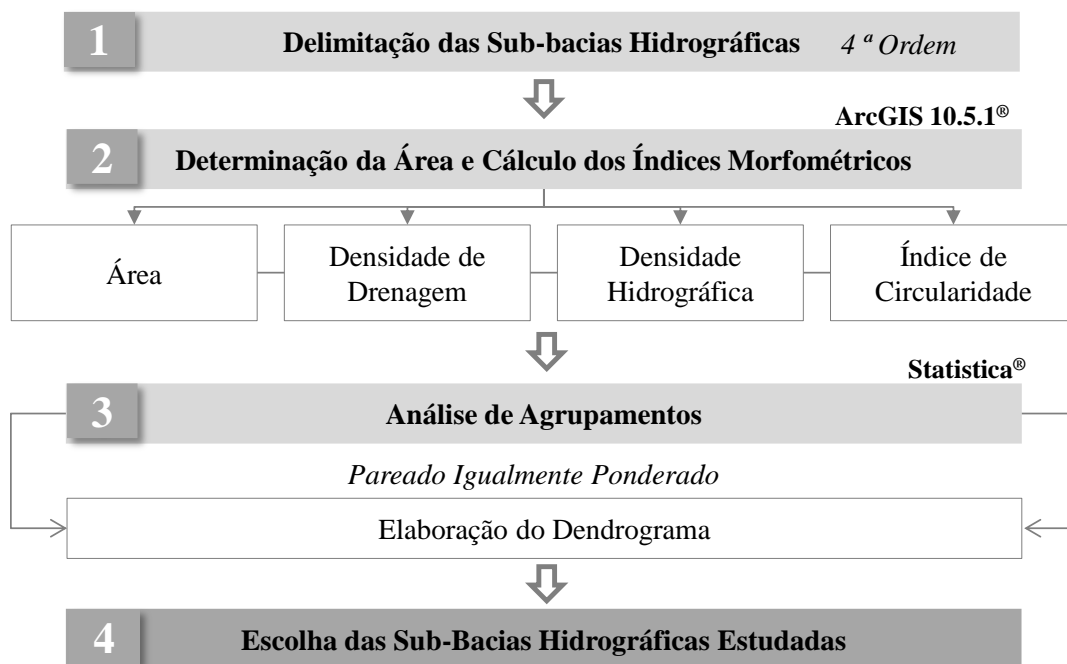 1 Delimitação das Sub-bacias Hidrográficas 4 ª Ordem
ArcGIS 10.5.1®
2 Determinação da Área e Cálculo dos Índices Morfométricos
Área
Densidade de
Drenagem
Densidade
Hidrográfica
Índice de
Circularidade
Statistica®
3 Análise de Agrupamentos
Pareado Igualmente Ponderado
Elaboração do Dendrograma
4 Escolha das Sub-Bacias Hidrográficas Estudadas